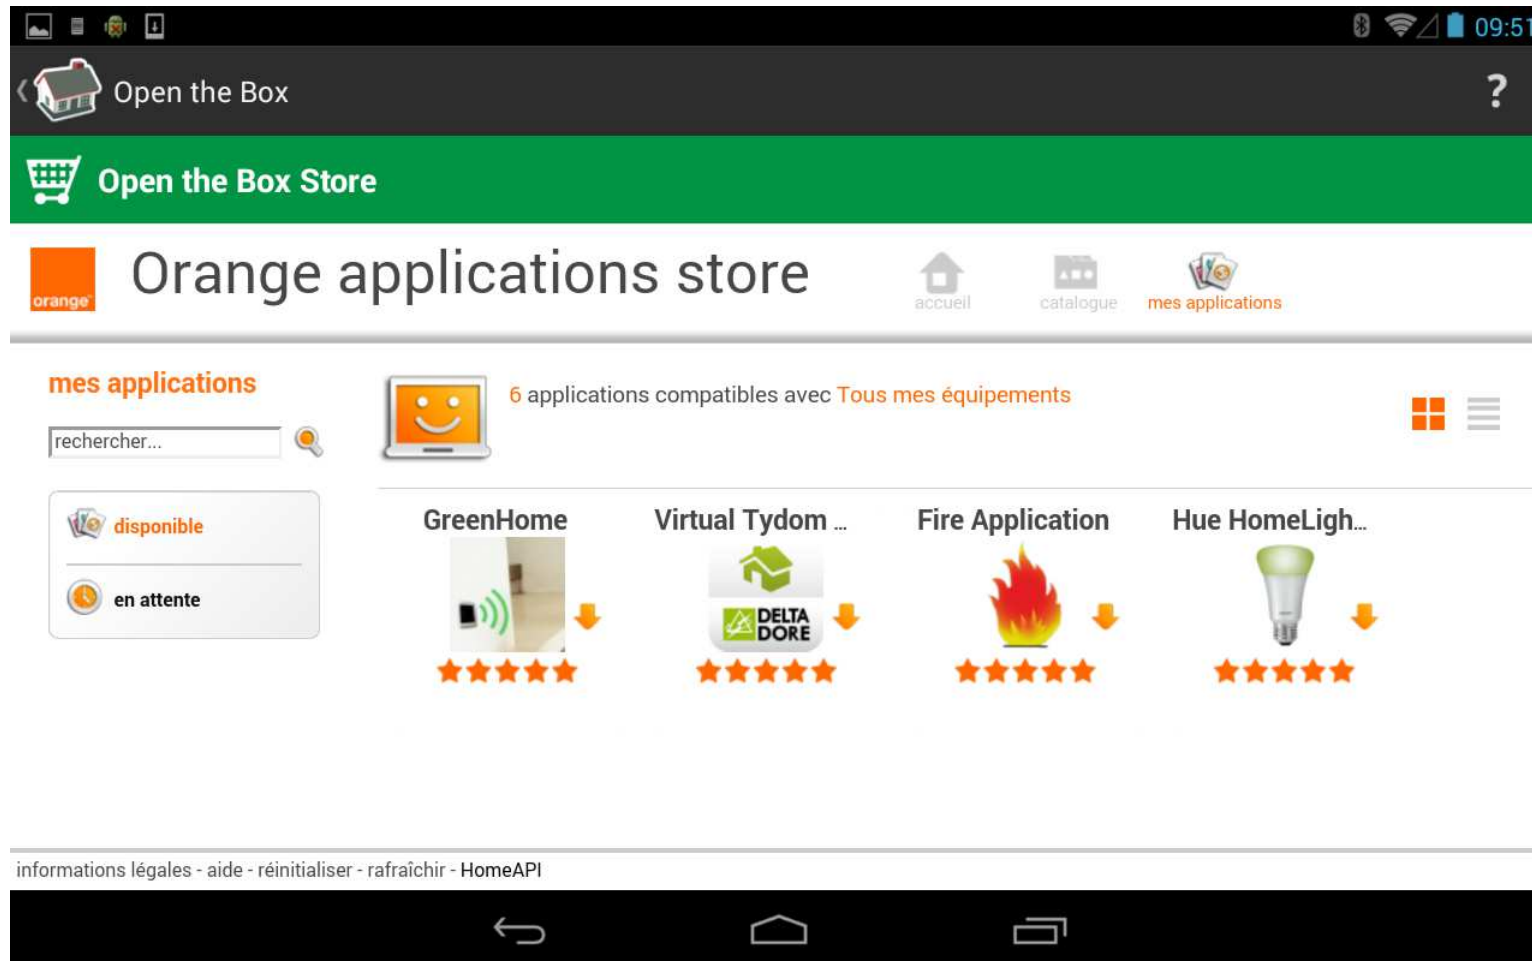 09:51
Open the Box
?
Open the Box Store
orange™
Orange applications store
accueil
catalogue
mes applications
mes applications
6 applications compatibles avec Tous mes équipements
rechercher...
disponible
en attente
GreenHome
Virtual Tydom ...
Fire Application
Hue HomeLigh...
DELTA
DORE
informations légales - aide - réinitialiser - rafraîchir - HomeAPI